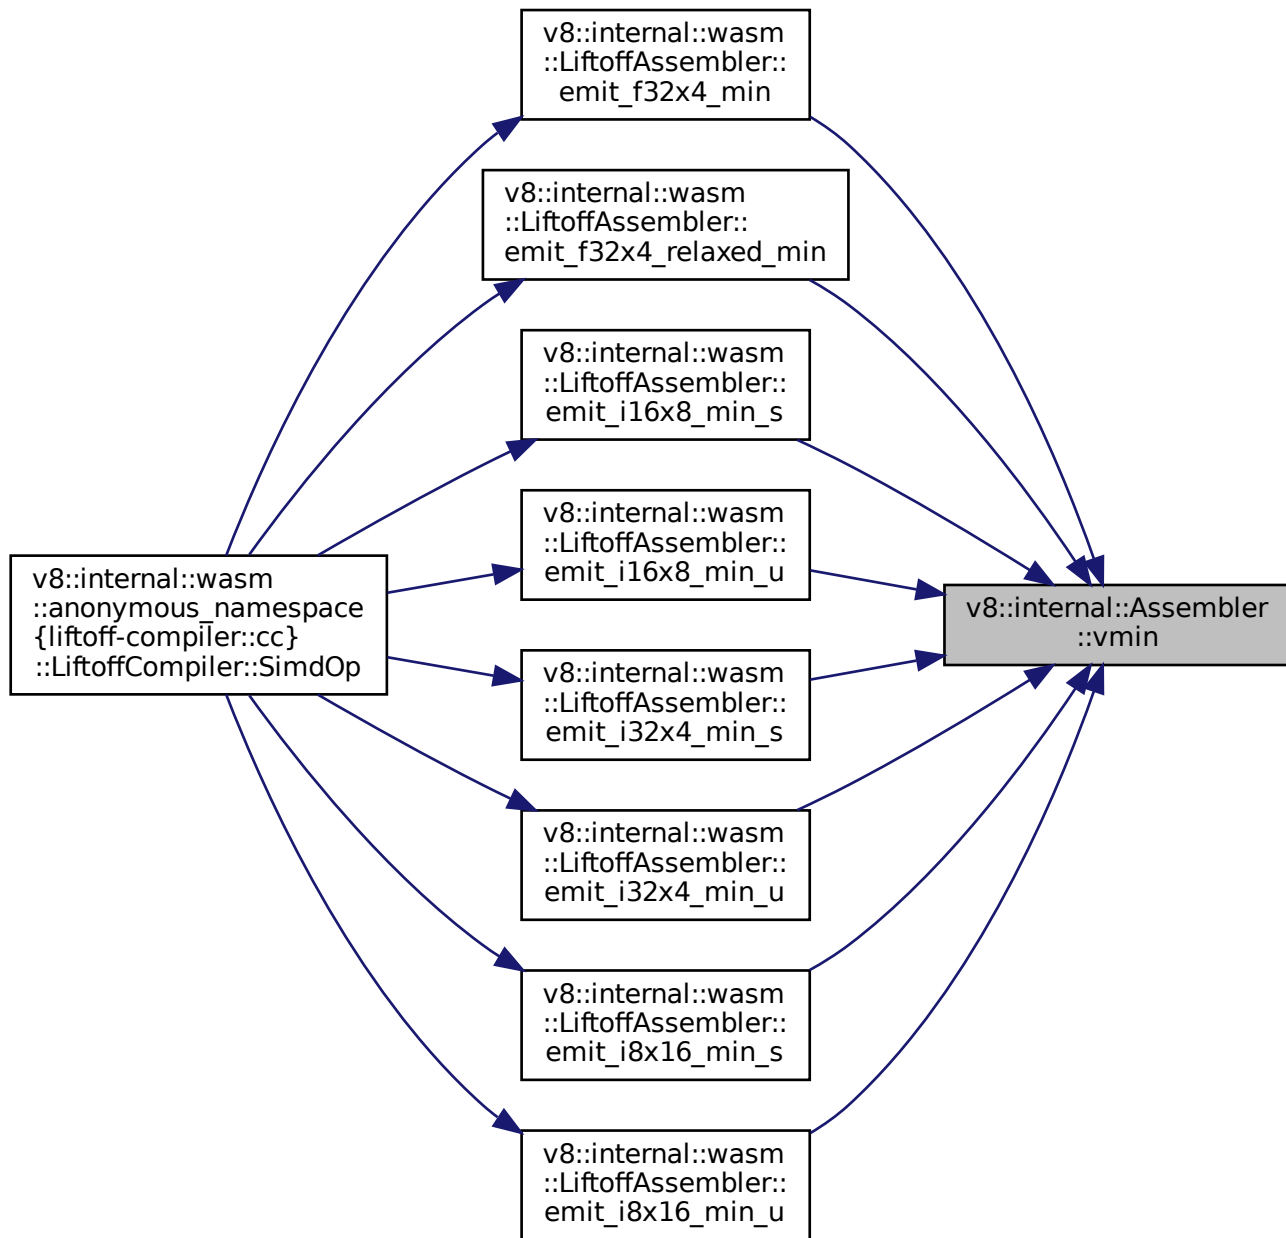 v8::internal::wasm
::LiftoffAssembler::
emit_f32x4_min
v8::internal::wasm
::LiftoffAssembler::
emit_f32x4_relaxed_min
v8::internal::wasm
::LiftoffAssembler::
emit_i16x8_min_s
v8::internal::wasm
::LiftoffAssembler::
emit_i16x8_min_u
v8::internal::wasm
::anonymous_namespace
{liftoff-compiler::cc}
::LiftoffCompiler::SimdOp
v8::internal::Assembler
::vmin
v8::internal::wasm
::LiftoffAssembler::
emit_i32x4_min_s
v8::internal::wasm
::LiftoffAssembler::
emit_i32x4_min_u
v8::internal::wasm
::LiftoffAssembler::
emit_i8x16_min_s
v8::internal::wasm
::LiftoffAssembler::
emit_i8x16_min_u